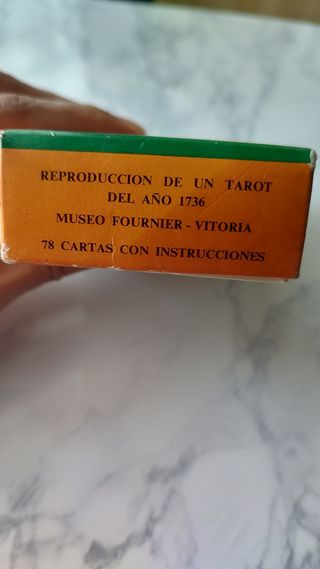 REPRODUCCION DE UN TAROT
DEL AÑO 1736
MUSEO FOURNIER - VITORIA
78 CARTAS CON INSTRUCCIONES